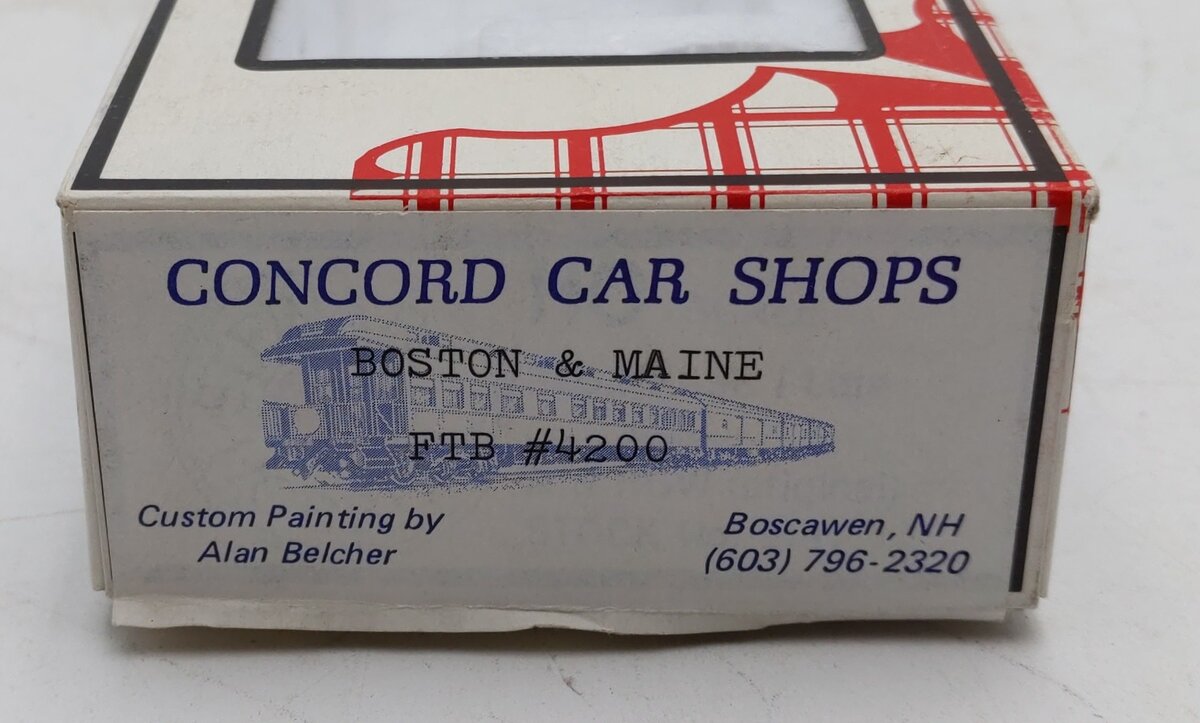 CONCORD CAR SHOPS
BOSTON & MAINE
FTB #4200
Custom Painting by
Alan Belcher
Boscawen, NH
(603) 796-2320